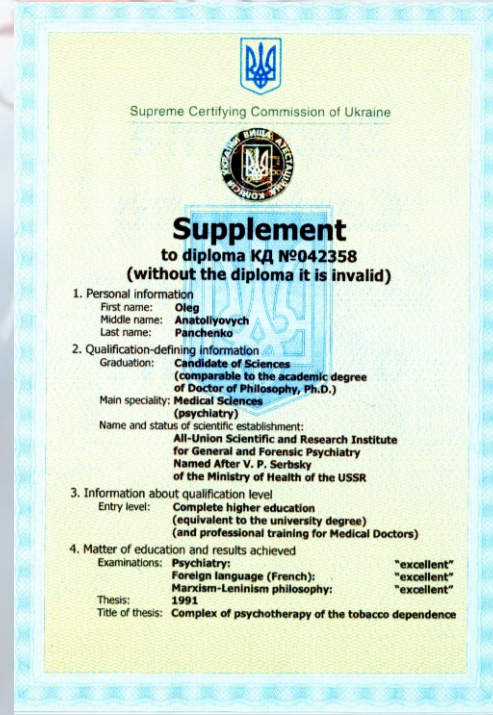 Supreme Certifying Commission of Ukraine
ВИЩА АТЕСТАЦІЙНА КОМІСІЯ УКРАЇНИ
Supplement
to diploma КД №042358
(without the diploma it is invalid)
1. Personal information
First name: Oleg
Middle name: Anatoliyovych
Last name: Panchenko
2. Qualification-defining information
Graduation: Candidate of Sciences
(comparable to the academic degree
of Doctor of Philosophy, Ph.D.)
Main speciality: Medical Sciences
(psychiatry)
Name and status of scientific establishment:
All-Union Scientific and Research Institute
for General and Forensic Psychiatry
Named After V. P. Serbsky
of the Ministry of Health of the USSR
3. Information about qualification level
Entry level: Complete higher education
(equivalent to the university degree)
(and professional training for Medical Doctors)
4. Matter of education and results achieved
Examinations: Psychiatry: "excellent"
Foreign language (French): "excellent"
Marxism-Leninism philosophy: "excellent"
Thesis: 1991
Title of thesis: Complex of psychotherapy of the tobacco dependence